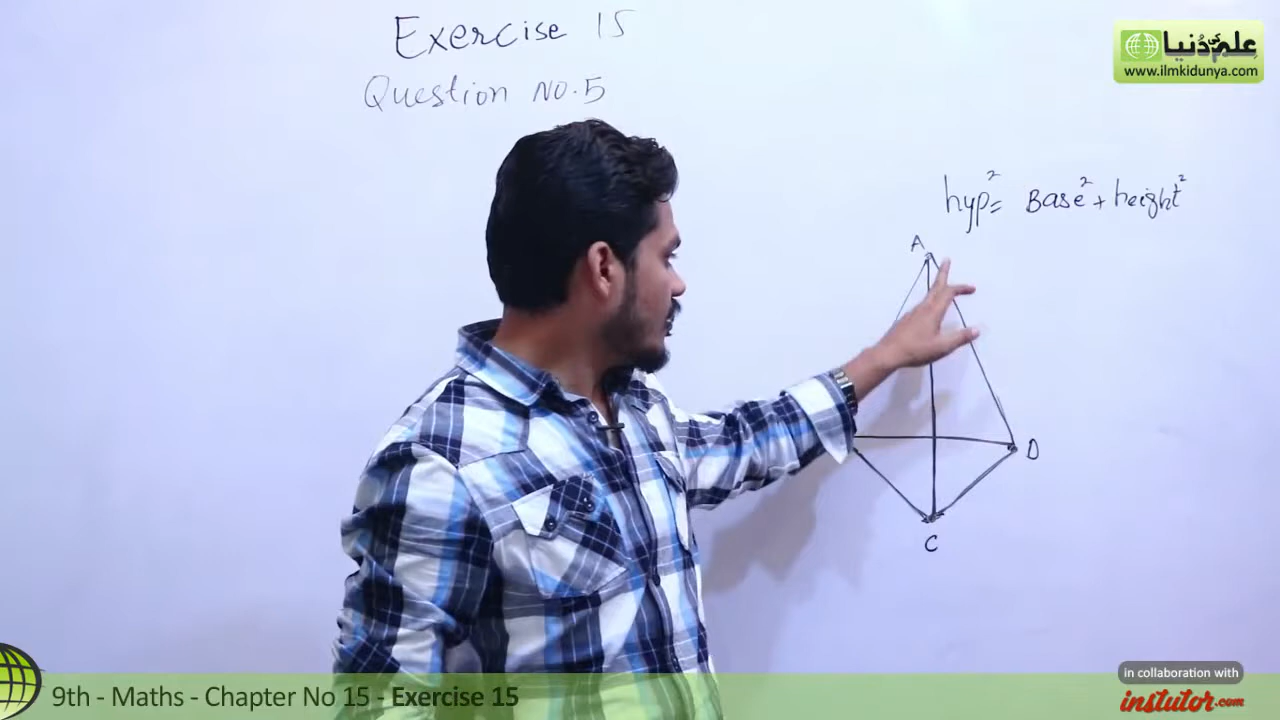 Exercise 15
Question No.5
علم کی دُنیا
www.ilmkidunya.com
hyp² = Base² + height²
A
D
C
in collaboration with
instutor.com
9th - Maths - Chapter No 15 - Exercise 15